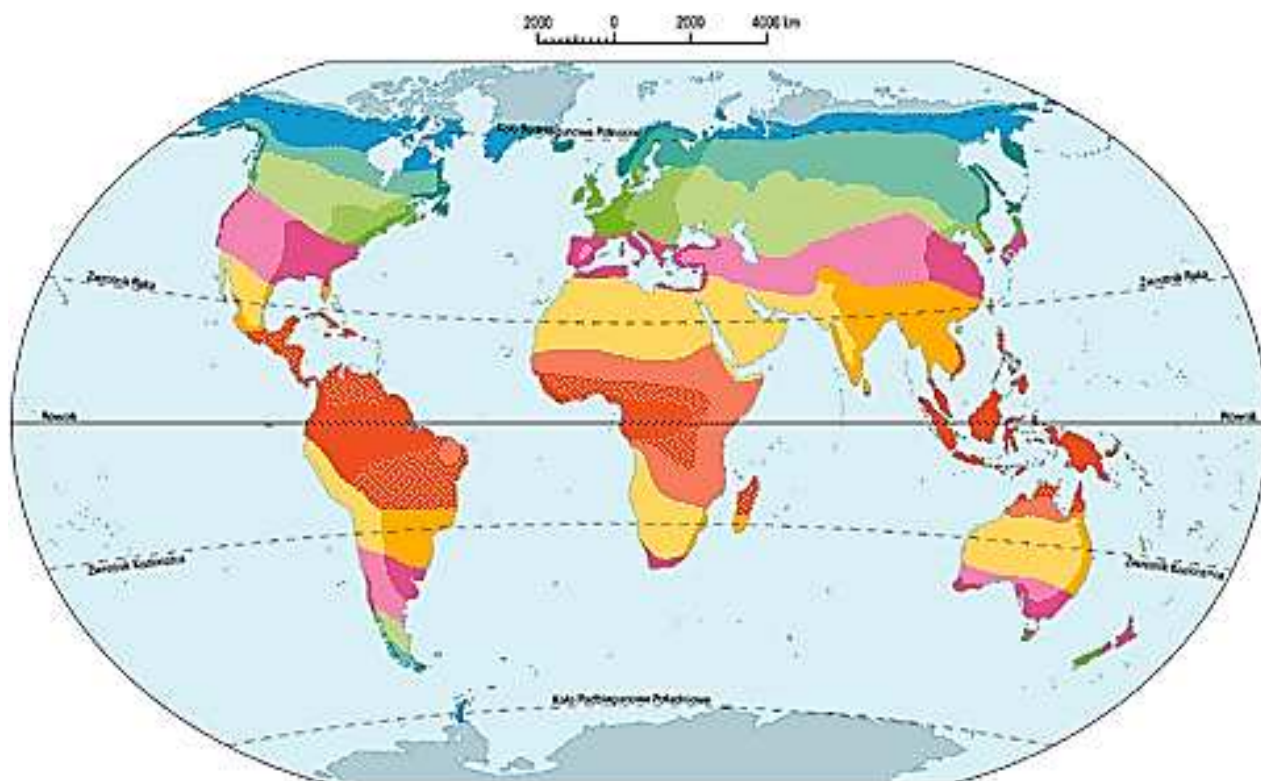 2000 0 2000 4000 km
Koło Podbiegunowe Północne
Zwrotnik Raka
Zwrotnik Raka
Równik
Równik
Zwrotnik Koziorożca
Zwrotnik Koziorożca
Koło Podbiegunowe Południowe